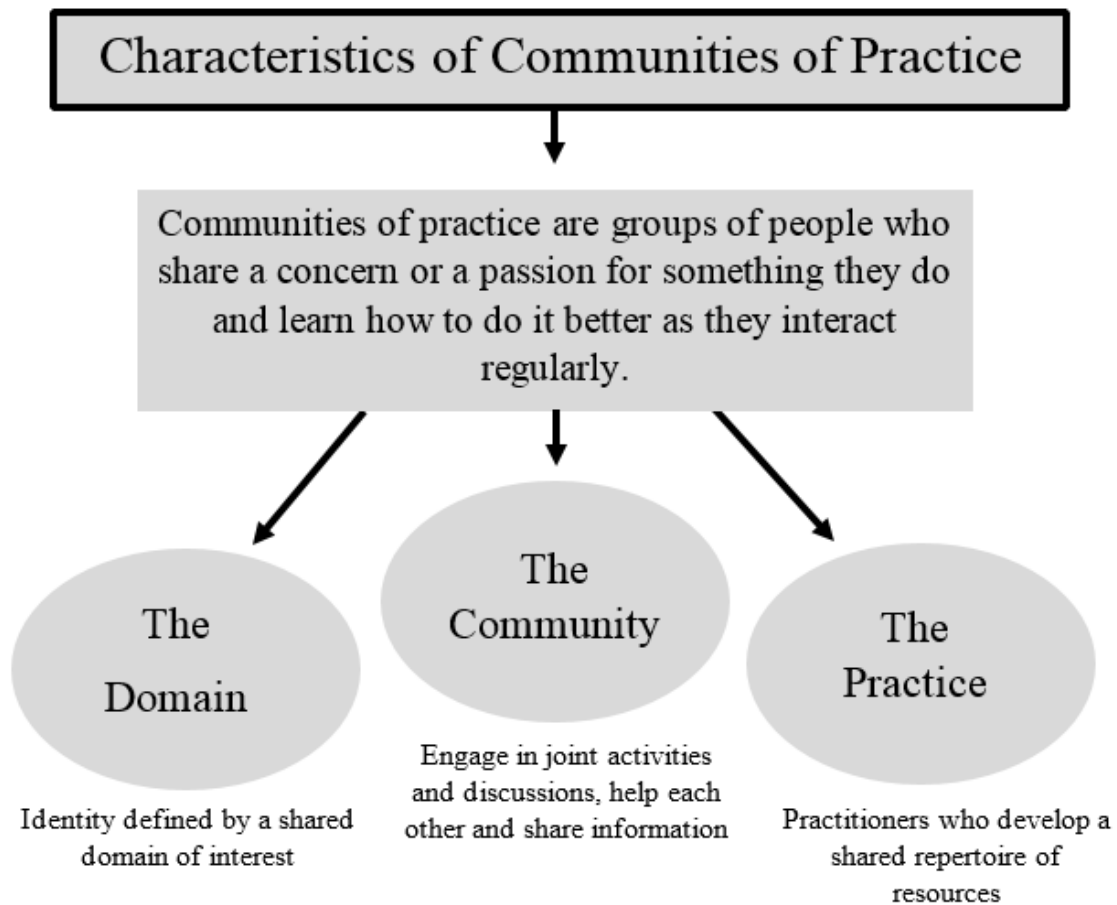 Characteristics of Communities of Practice
Communities of practice are groups of people who
share a concern or a passion for something they do
and learn how to do it better as they interact
regularly.
The
Domain
Identity defined by a shared
domain of interest
The
Community
Engage in joint activities
and discussions, help each
other and share information
The
Practice
Practitioners who develop a
shared repertoire of
resources